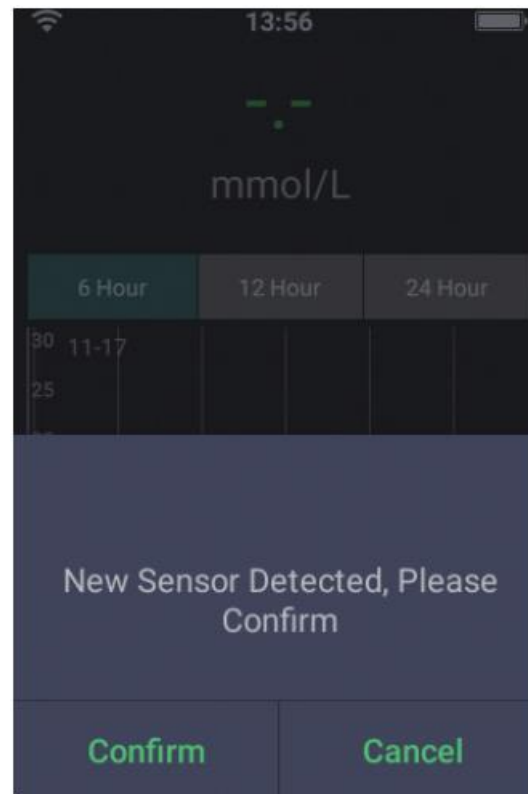 13:56
-.-
mmol/L
6 Hour 12 Hour 24 Hour
30 11-17
25
New Sensor Detected, Please
Confirm
Confirm Cancel